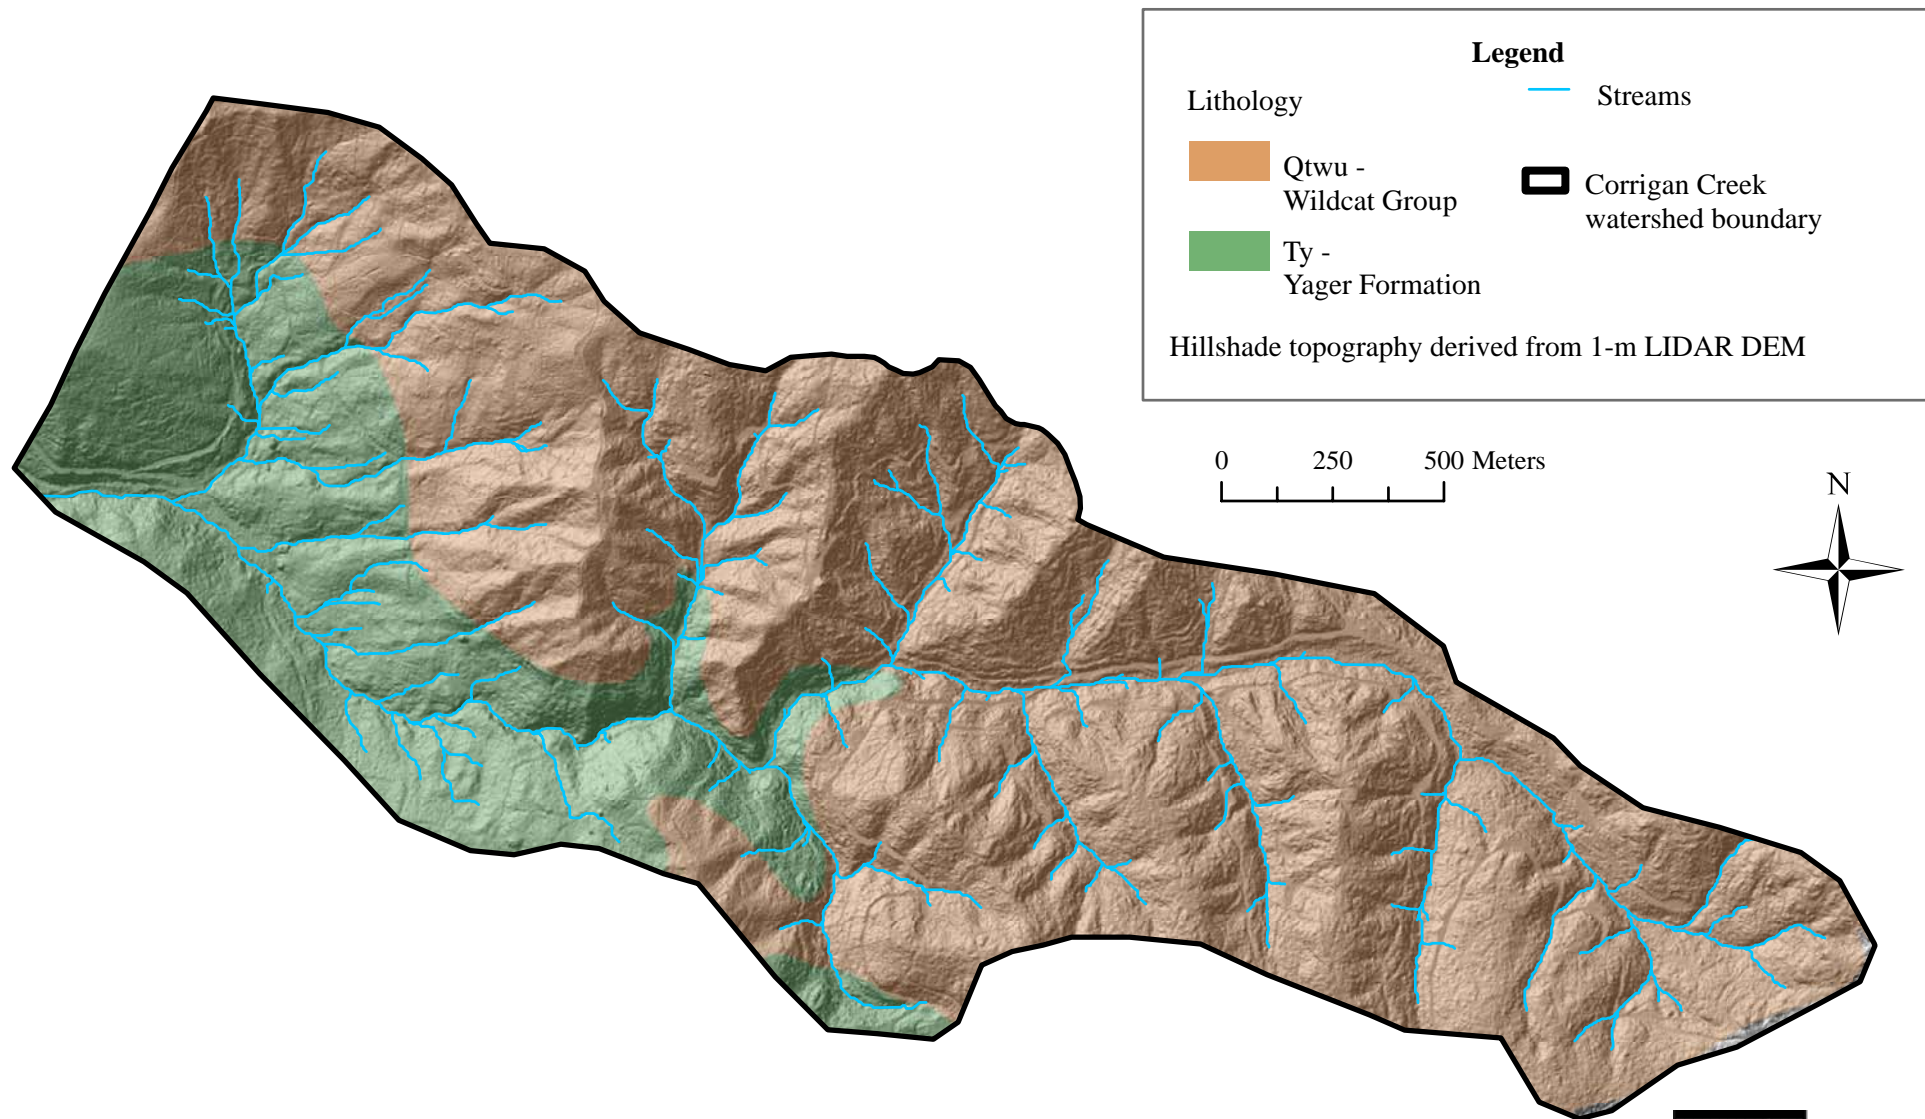 Legend
Lithology
Streams
Qtwu -
Wildcat Group
Corrigan Creek
watershed boundary
Ty -
Yager Formation
Hillshade topography derived from 1-m LIDAR DEM
0 250 500 Meters
N